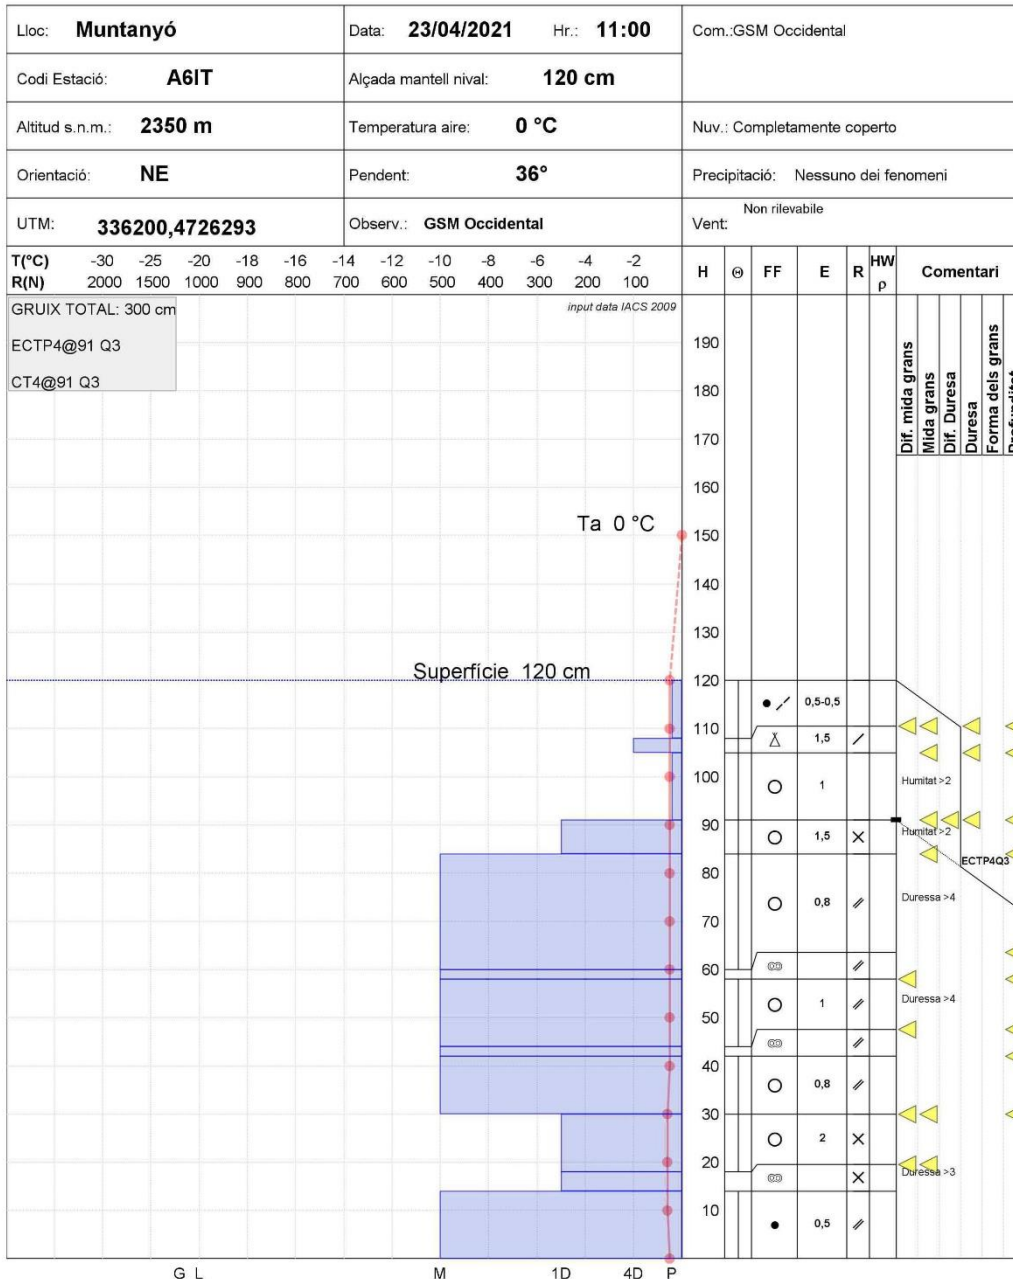 Lloc: Muntanyó
Data: 23/04/2021 Hr.: 11:00
Com.:GSM Occidental
Codi Estació: A6IT
Alçada mantell nival: 120 cm
Altitud s.n.m.: 2350 m
Temperatura aire: 0 °C
Nuv.: Completamente coperto
Orientació: NE
Pendent: 36°
Precipitació: Nessuno dei fenomeni
UTM: 336200,4726293
Observ.: GSM Occidental
Vent: Non rilevabile
T(°C) -30 -25 -20 -18 -16 -14 -12 -10 -8 -6 -4 -2
R(N) 2000 1500 1000 900 800 700 600 500 400 300 200 100
H Θ FF E R HW ρ Comentari
GRUIX TOTAL: 300 cm
ECTP4@91 Q3
CT4@91 Q3
input data IACS 2009
Dif. mida grans
Mida grans
Dif. Duresa
Duresa
Forma dels grans
190
180
170
160
Ta 0 °C
150
140
130
Superfície 120 cm
120
0,5-0,5
110
1,5
100
1
Humitat >2
90
1,5
Humitat >2
ECTP4Q3
80
0,8
Duressa >4
70
60
1
Duressa >4
50
40
0,8
30
2
20
Duressa >3
10
0,5
G L M 1D 4D P